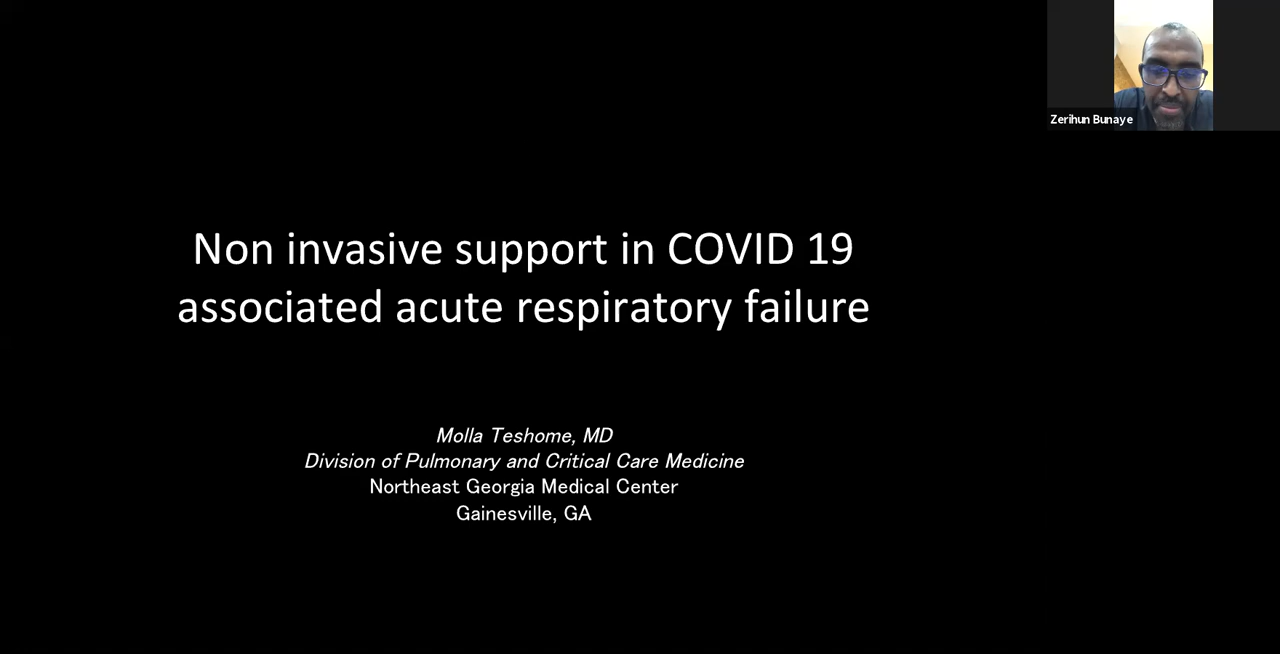 Zerihun Bunaye
Non invasive support in COVID 19
associated acute respiratory failure
Molla Teshome, MD
Division of Pulmonary and Critical Care Medicine
Northeast Georgia Medical Center
Gainesville, GA